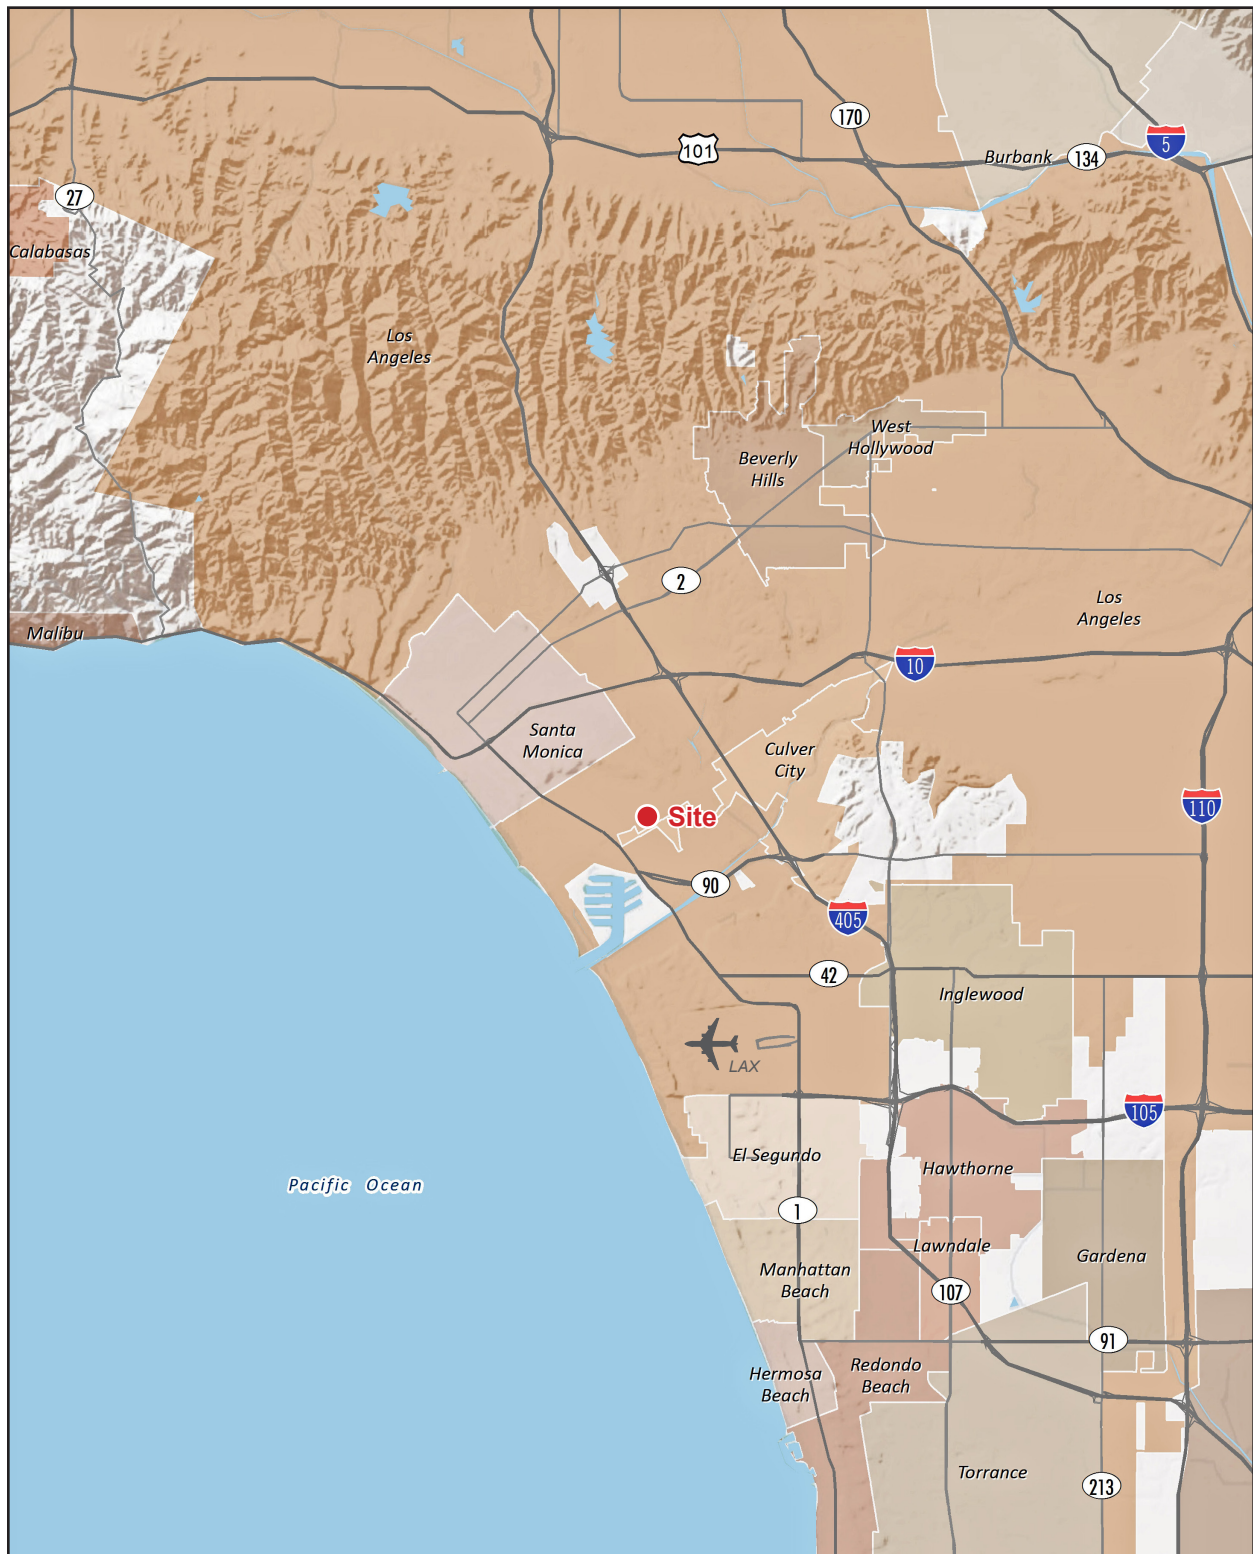 170
5
101
Burbank
134
27
Calabasas
Los
Angeles
West
Hollywood
Beverly
Hills
2
Los
Angeles
Malibu
10
Santa
Monica
Culver
City
110
Site
90
405
42
Inglewood
LAX
105
El Segundo
Hawthorne
Pacific Ocean
1
Lawndale
Gardena
Manhattan
Beach
107
91
Hermosa
Beach
Redondo
Beach
Torrance
213